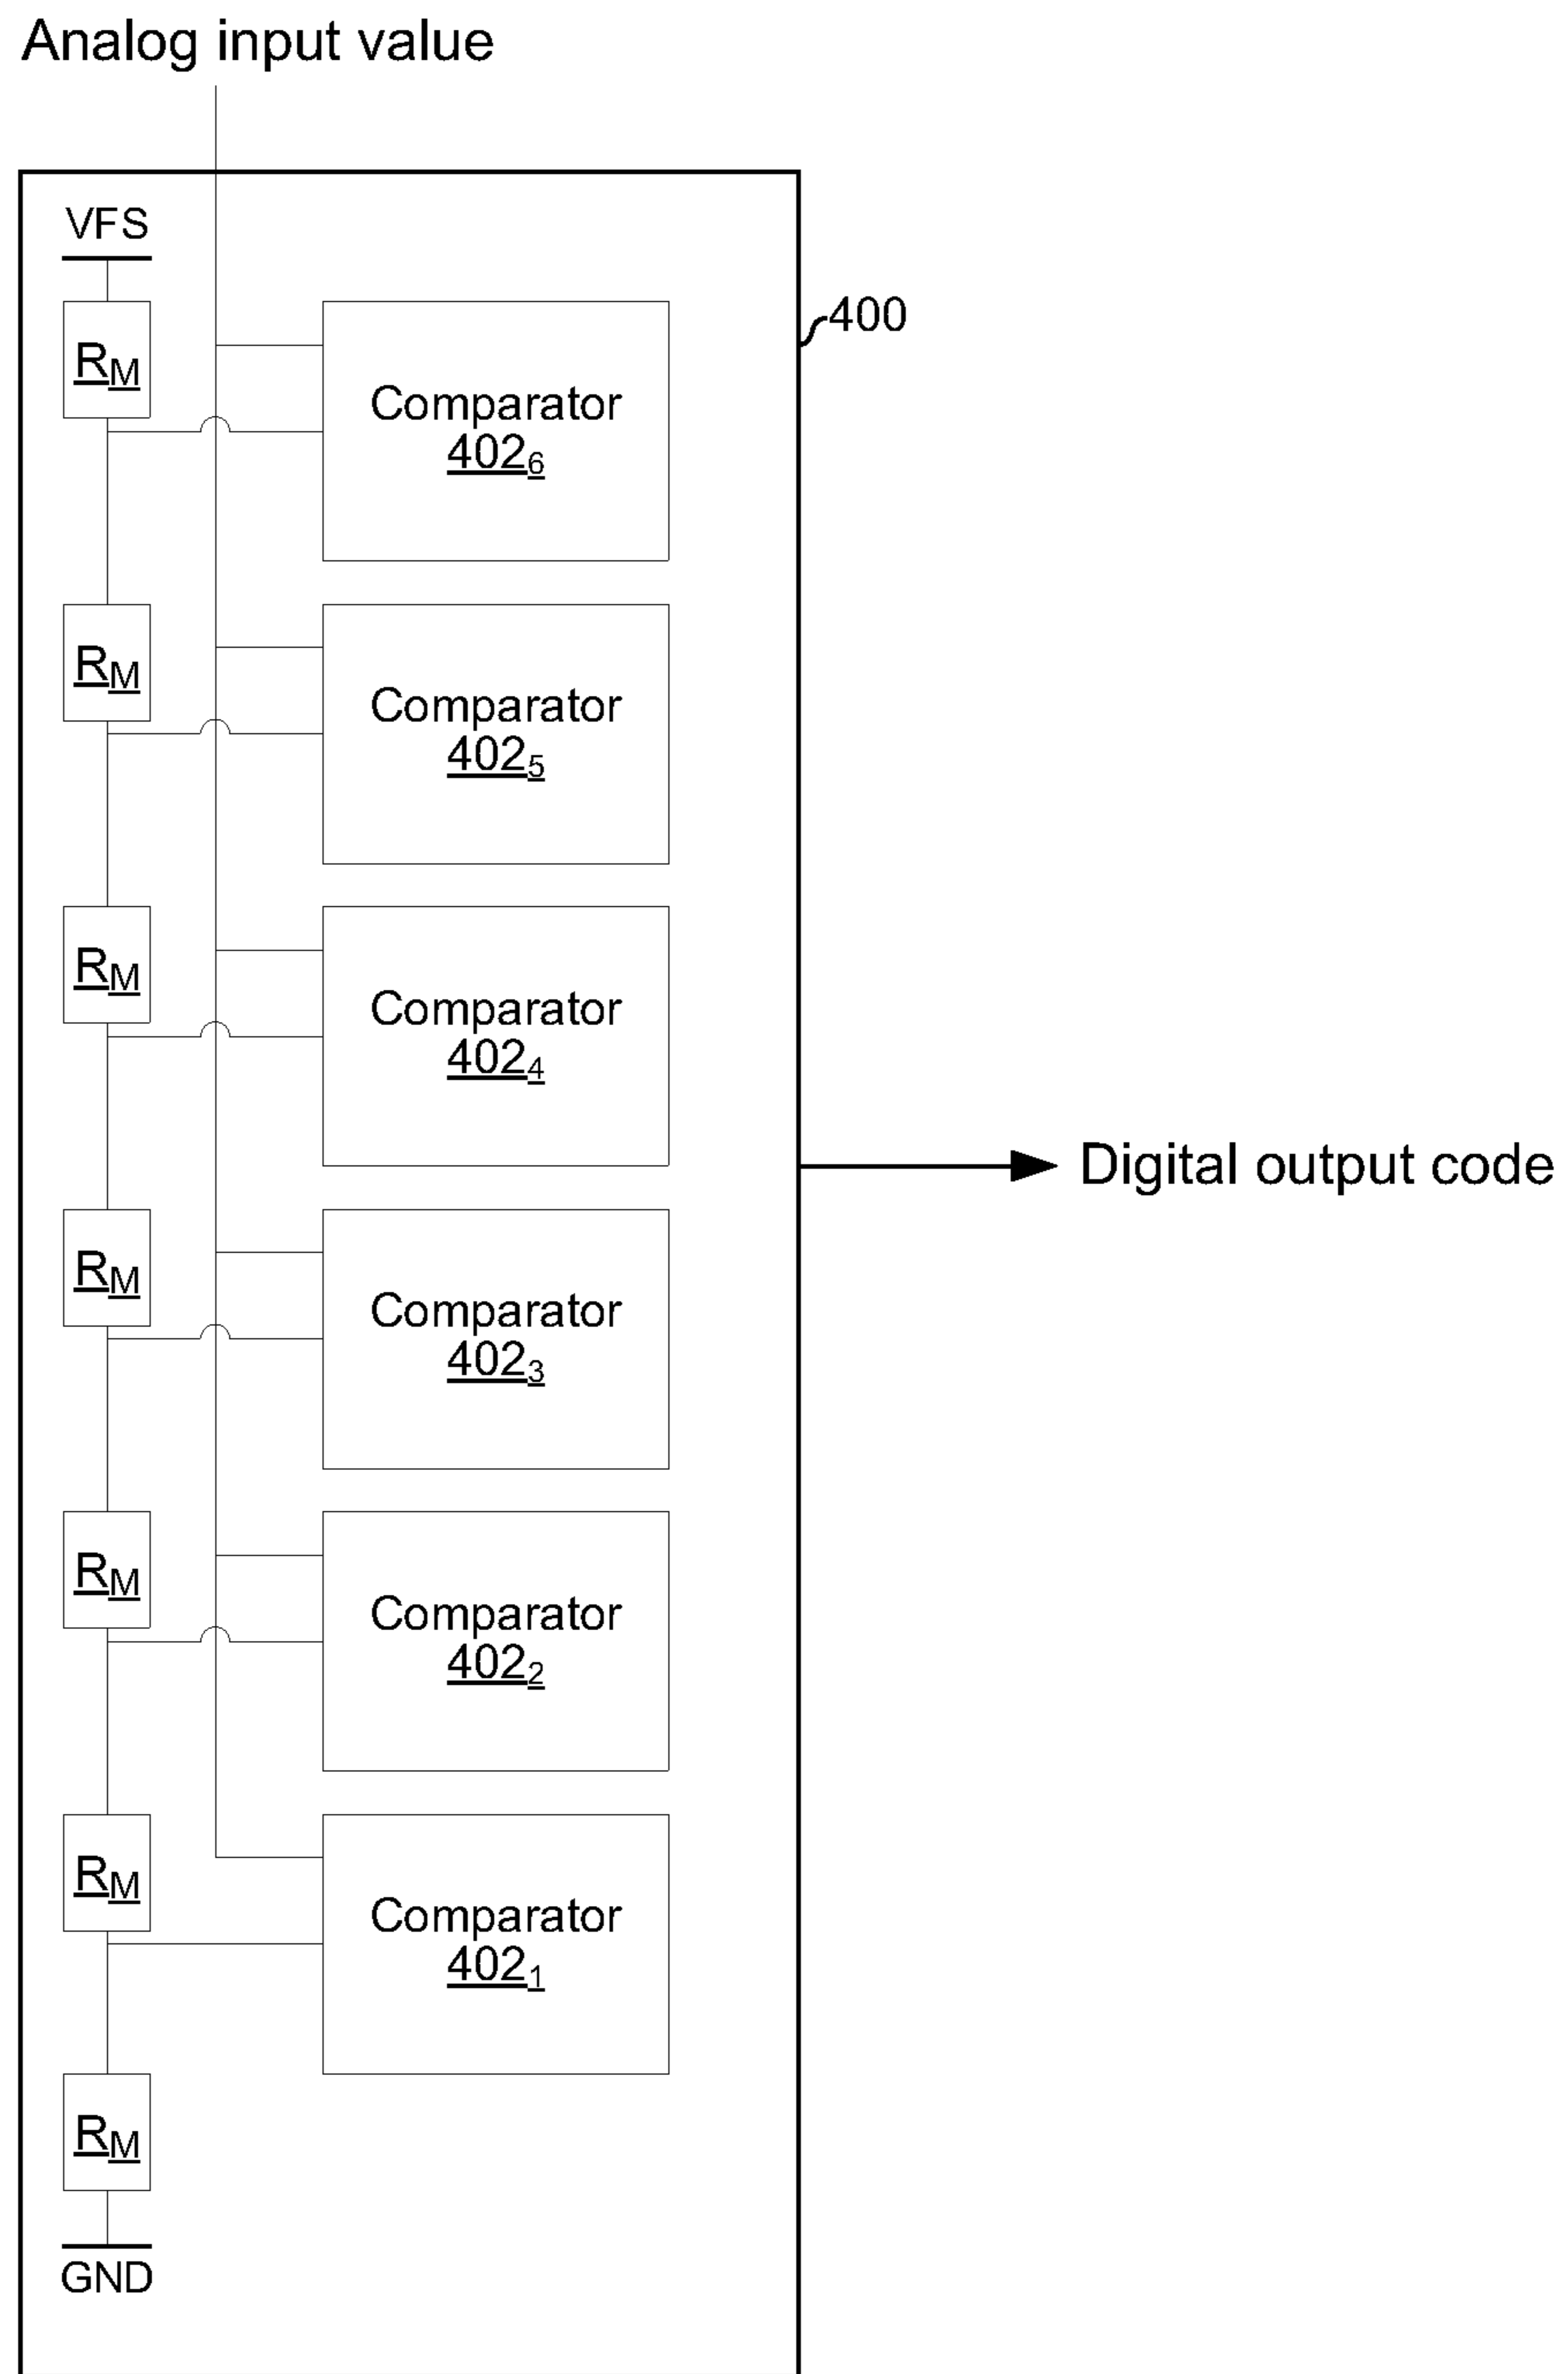 Analog input value
VFS
400
RM
Comparator
4026
RM
Comparator
4025
RM
Comparator
4024
Digital output code
RM
Comparator
4023
RM
Comparator
4022
RM
Comparator
4021
RM
GND